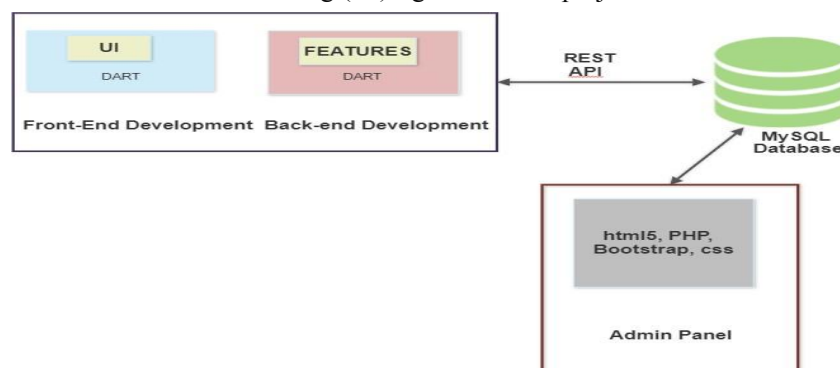 UI
DART
Front-End Development
FEATURES
DART
Back-end Development
REST
API
MySQL
Database
html5, PHP,
Bootstrap, css
Admin Panel